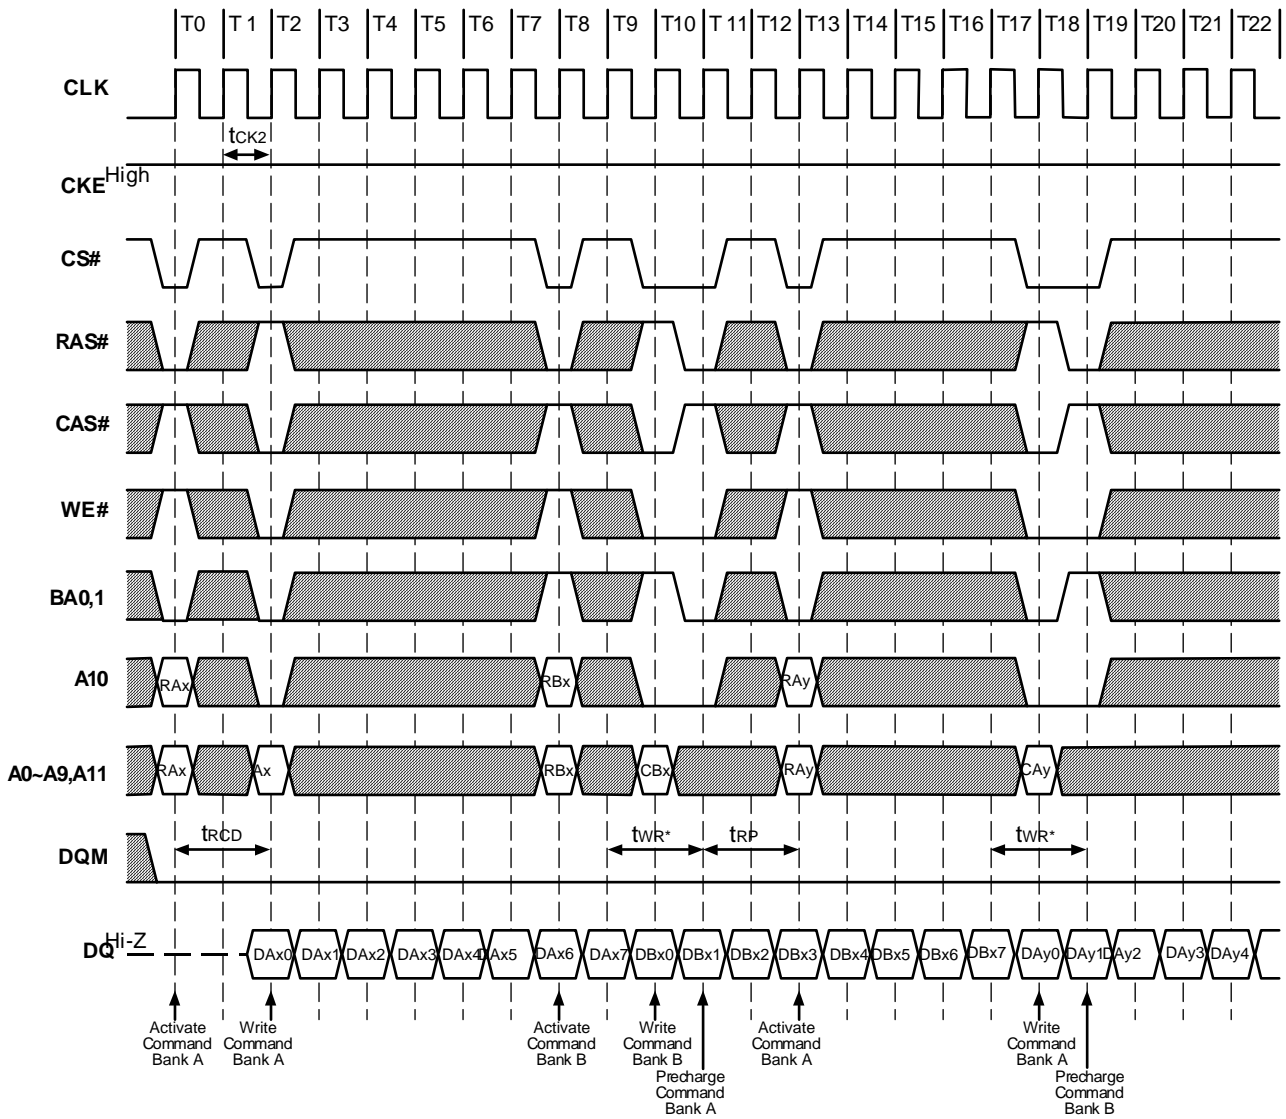 T0 T 1 T2 T3 T4 T5 T6 T7 T8 T9 T10 T 11 T12 T13 T14 T15 T16 T17 T18 T19 T20 T21 T22
CLK
tCK2
CKE High
CS#
RAS#
CAS#
WE#
BA0,1
A10 RAx RBx RAy
A0~A9,A11 RAx Ax RBx CBx RAy CAy
DQM tRCD tWR* tRP tWR*
DQ Hi-Z DAx0 DAx1 DAx2 DAx3 DAx4 DAx5 DAx6 DAx7 DBx0 DBx1 DBx2 DBx3 DBx4 DBx5 DBx6 DBx7 DAy0 DAy1 DAy2 DAy3 DAy4
Activate
Command
Bank A
Write
Command
Bank A
Activate
Command
Bank B
Write
Command
Bank B
Precharge
Command
Bank A
Activate
Command
Bank A
Write
Command
Bank A
Precharge
Command
Bank B